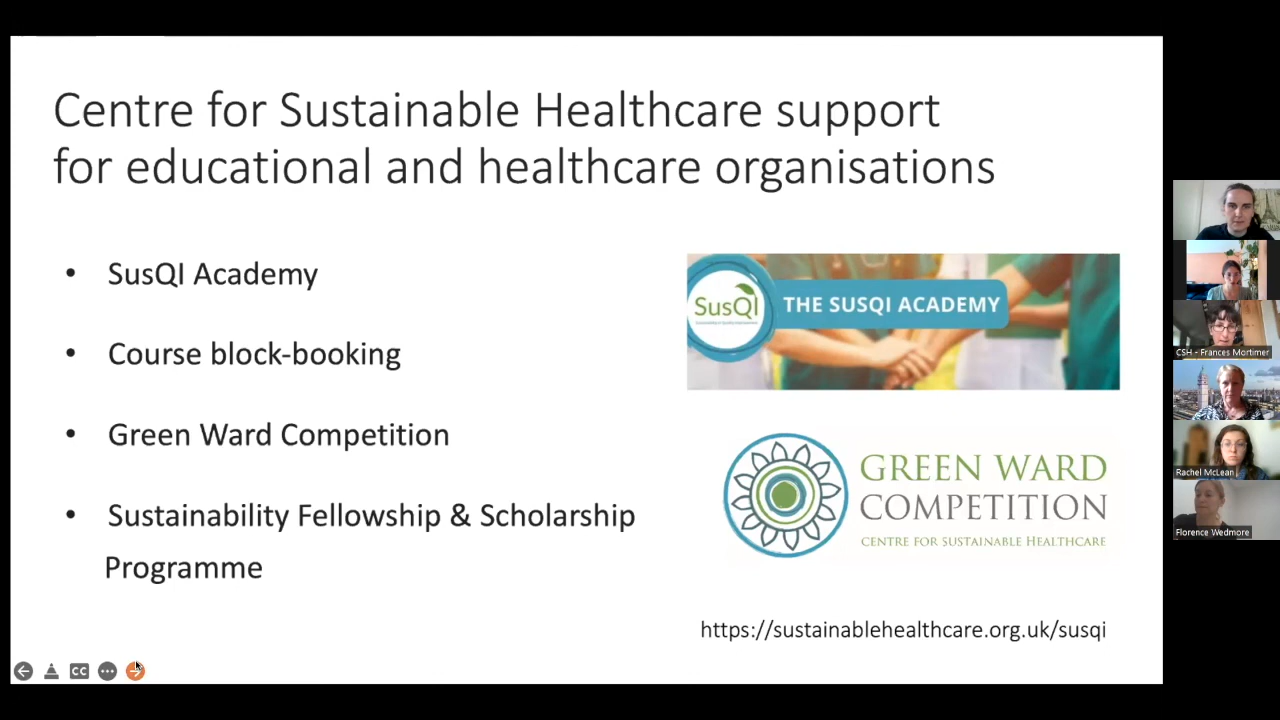 Centre for Sustainable Healthcare support
for educational and healthcare organisations
• SusQI Academy
• Course block-booking
• Green Ward Competition
• Sustainability Fellowship & Scholarship
Programme
SusQI
THE SUSQI ACADEMY
GREEN WARD
COMPETITION
CENTRE FOR SUSTAINABLE HEALTHCARE
https://sustainablehealthcare.org.uk/susqi
CC
CSH - Frances Mortimer
Rachel McLean
Florence Wedmore